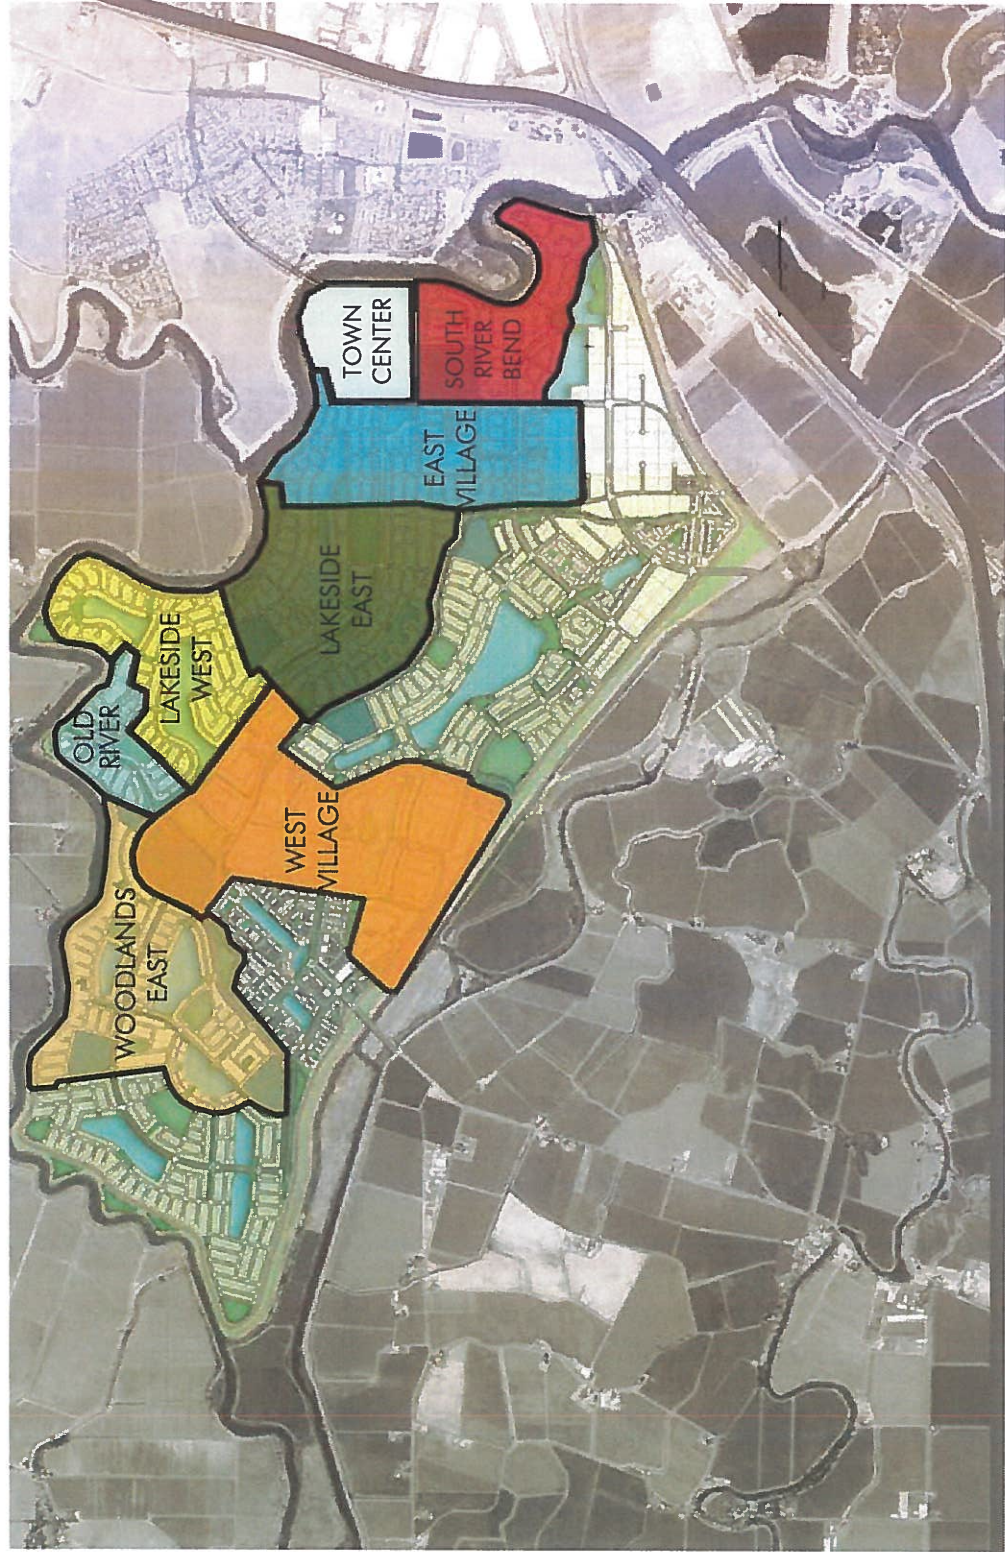 WOODLANDS
EAST
OLD
RIVER
LAKESIDE
WEST
WEST
VILLAGE
LAKESIDE
EAST
EAST
VILLAGE
TOWN
CENTER
SOUTH
RIVER
BEND